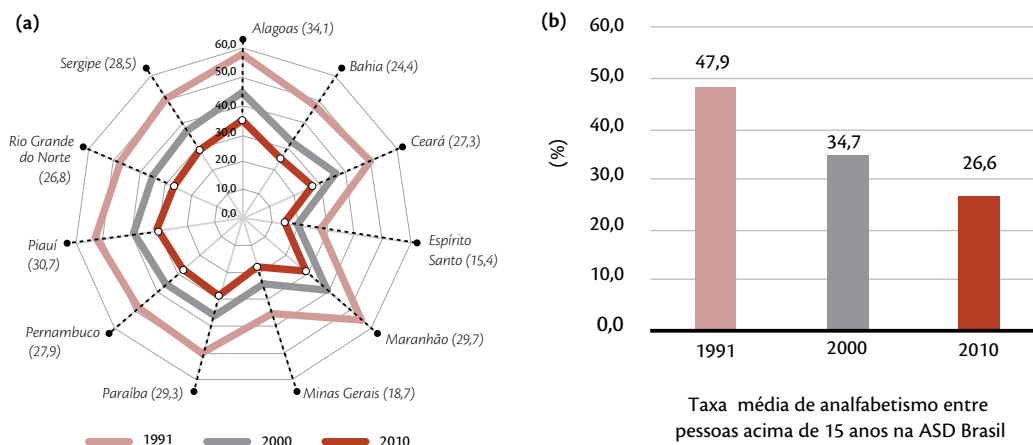 (a)
Alagoas (34,1)
Bahia (24,4)
Ceará (27,3)
Espírito
Santo (15,4)
Maranhão (29,7)
Minas Gerais (18,7)
Paraíba (29,3)
Pernambuco
(27,9)
Piauí
(30,7)
Rio Grande
do Norte
(26,8)
Sergipe (28,5)
60,0
50,0
40,0
30,0
20,0
10,0
0,0
1991
2000
2010
(b)
60,0
50,0
40,0
30,0
20,0
10,0
0,0
(%)
47,9
34,7
26,6
1991
2000
2010
Taxa média de analfabetismo entre
pessoas acima de 15 anos na ASD Brasil